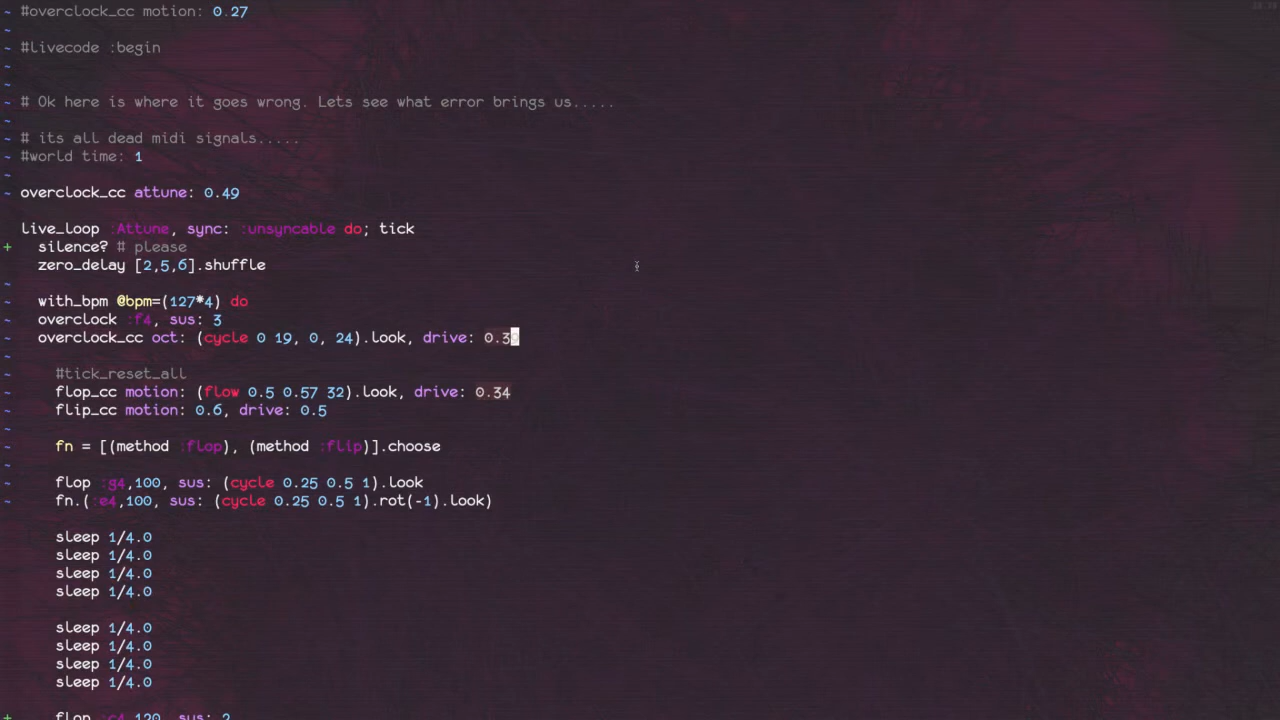 #overclock_cc motion: 0.27
#livecode :begin
# Ok here is where it goes wrong. Lets see what error brings us.....
# its all dead midi signals.....
#world time: 1
overclock_cc attune: 0.49
live_loop :Attune, sync: :unsyncable do; tick
+ silence? # please
zero_delay [2,5,6].shuffle
with_bpm @bpm=(127*4) do
overclock :f4, sus: 3
overclock_cc oct: (cycle 0 19, 0, 24).look, drive: 0.3
#tick_reset_all
flop_cc motion: (flow 0.5 0.57 32).look, drive: 0.34
flip_cc motion: 0.6, drive: 0.5
fn = [(method :flop), (method :flip)].choose
flop :g4,100, sus: (cycle 0.25 0.5 1).look
fn.(:e4,100, sus: (cycle 0.25 0.5 1).rot(-1).look)
sleep 1/4.0
sleep 1/4.0
sleep 1/4.0
sleep 1/4.0
sleep 1/4.0
sleep 1/4.0
sleep 1/4.0
sleep 1/4.0
+ flop :c4,120, sus: 2